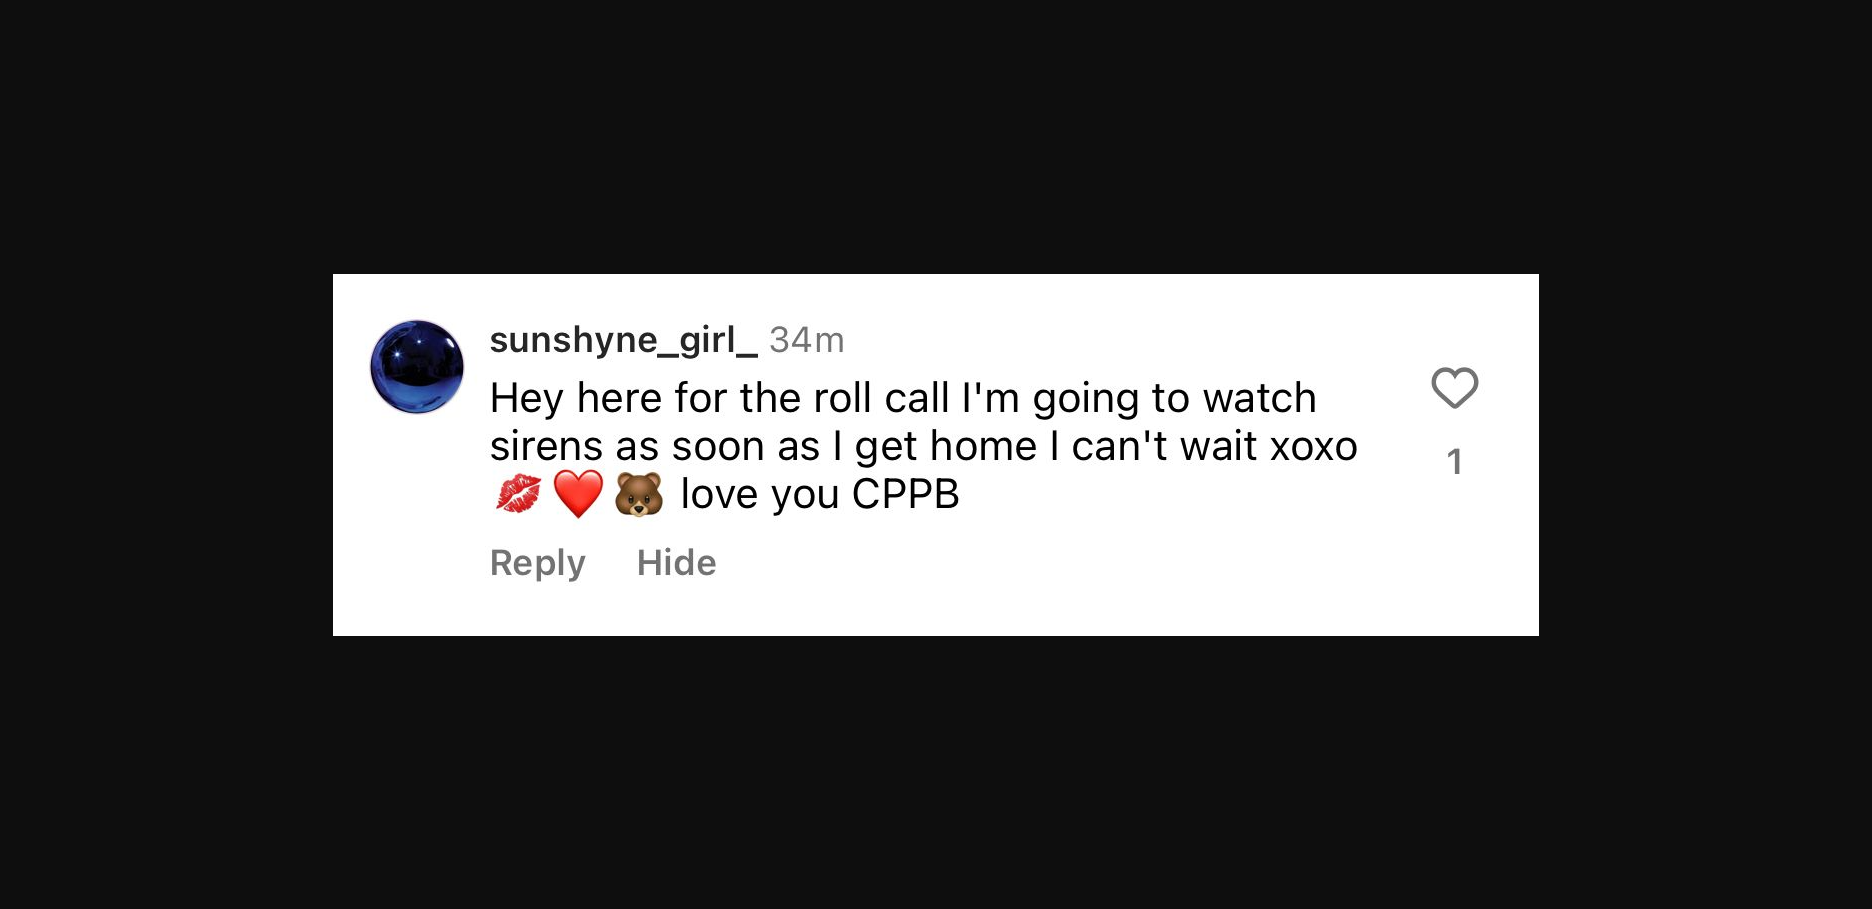 sunshyne_girl_ 34m
Hey here for the roll call I'm going to watch
sirens as soon as I get home I can't wait xoxo
💋❤️🐻 love you CPPB
1
Reply Hide